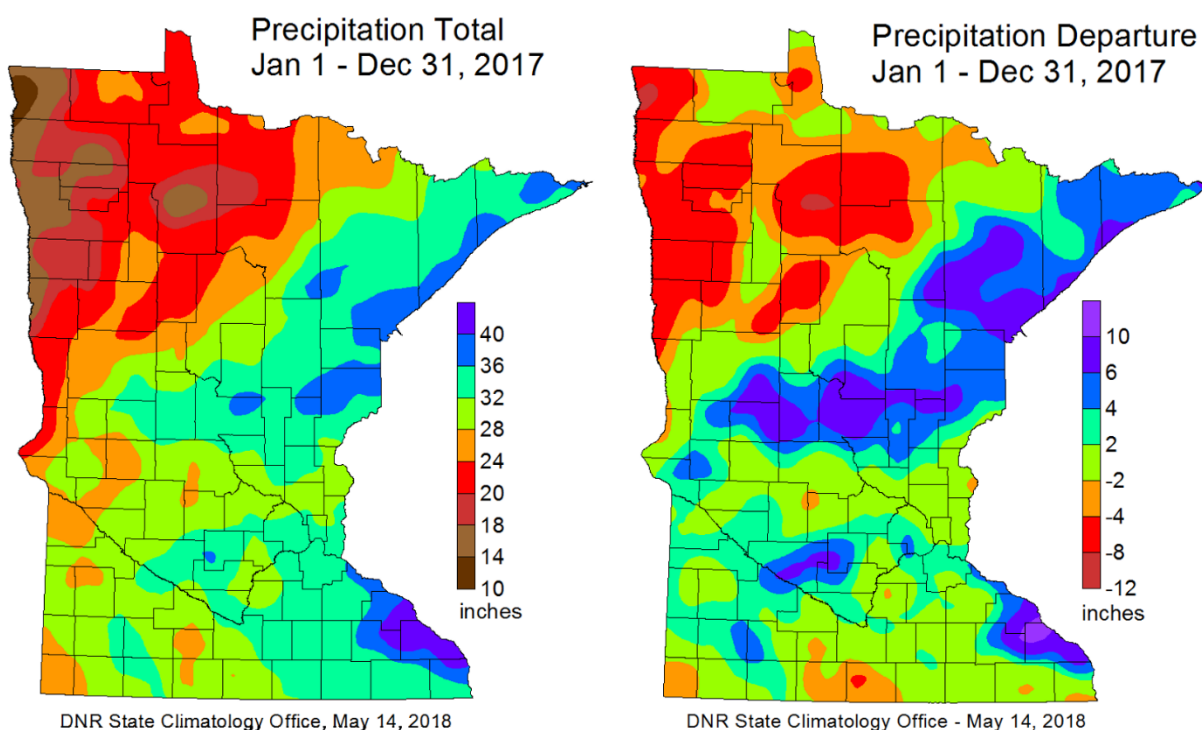 Precipitation Total
Jan 1 - Dec 31, 2017
40
36
32
28
24
20
18
14
10
inches
DNR State Climatology Office, May 14, 2018
Precipitation Departure
Jan 1 - Dec 31, 2017
10
6
4
2
-2
-4
-8
-12
inches
DNR State Climatology Office - May 14, 2018